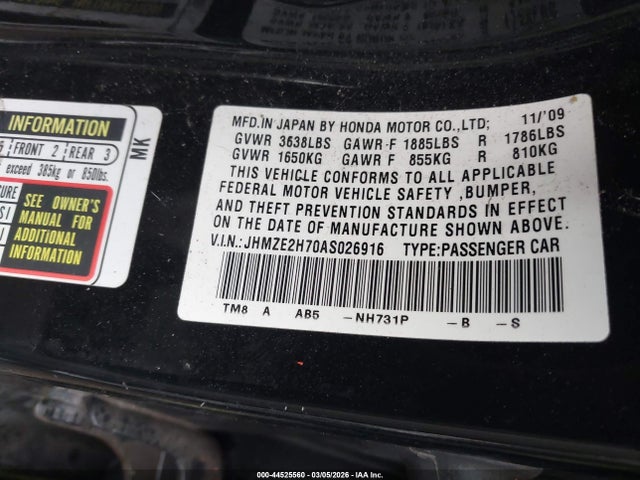 INFORMATION
FRONT 2 REAR 3
exceed 385kg or 850lbs.
SEE OWNER'S
MANUAL FOR
ADDITIONAL
INFORMATION
MK
MFD.IN JAPAN BY HONDA MOTOR CO.,LTD; 11/'09
GVWR 3638LBS GAWR-F 1885LBS R 1786LBS
GVWR 1650KG GAWR F 855KG R 810KG
THIS VEHICLE CONFORMS TO ALL APPLICABLE
FEDERAL MOTOR VEHICLE SAFETY ,BUMPER,
AND THEFT PREVENTION STANDARDS IN EFFECT
ON THE DATE OF MANUFACTURE SHOWN ABOVE.
V.I.N.:JHMZE2H70AS026916 TYPE:PASSENGER CAR
TM8 A AB5 -NH731P -B -S
000-44525560 - 03/05/2026 - IAA Inc.